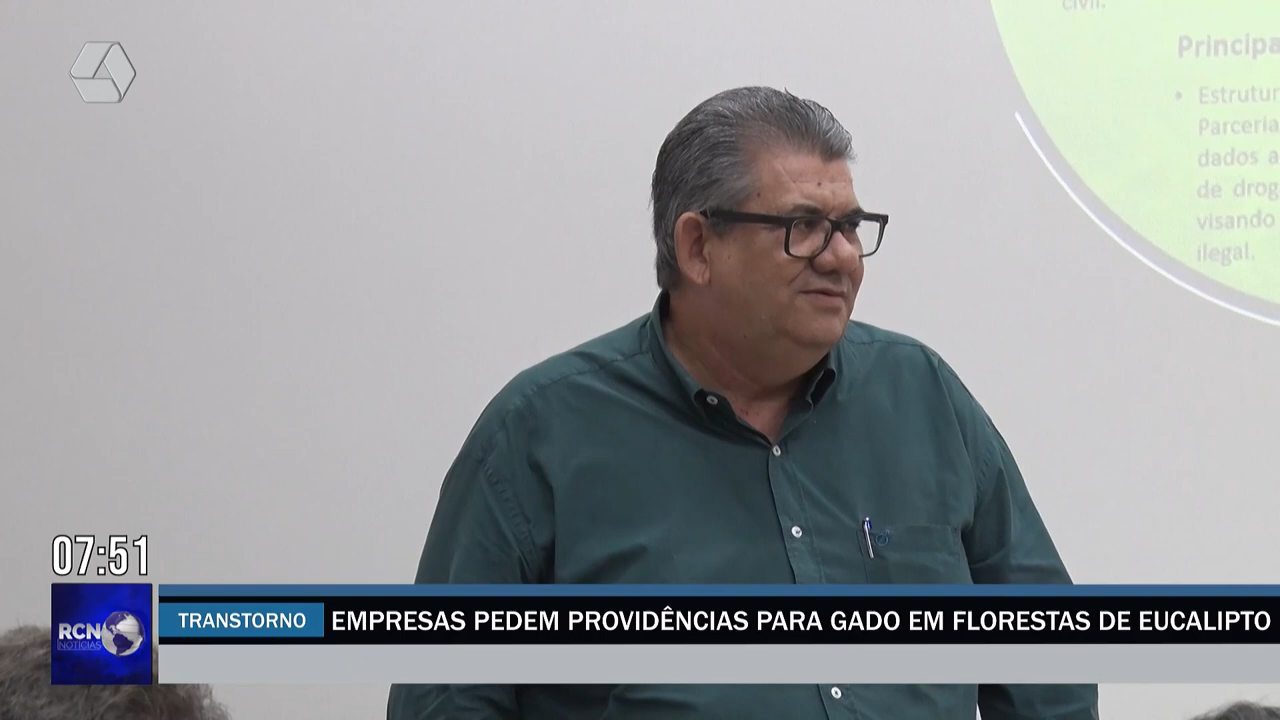 civil.
Principa
• Estrutur
Parceria
dados a
de drog
visando
ilegal.
07:51
RCN
NOTÍCIAS
TRANSTORNO
EMPRESAS PEDEM PROVIDÊNCIAS PARA GADO EM FLORESTAS DE EUCALIPTO